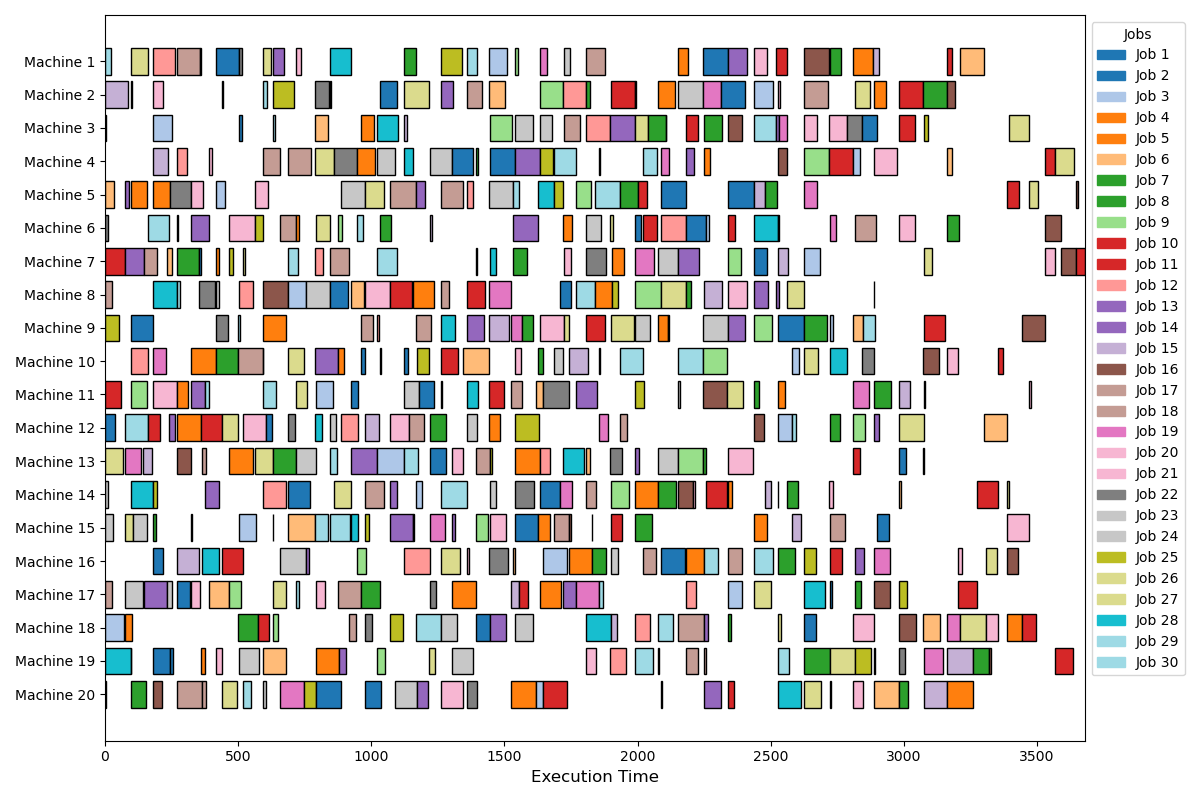 Machine 1
Machine 2
Machine 3
Machine 4
Machine 5
Machine 6
Machine 7
Machine 8
Machine 9
Machine 10
Machine 11
Machine 12
Machine 13
Machine 14
Machine 15
Machine 16
Machine 17
Machine 18
Machine 19
Machine 20
0 500 1000 1500 2000 2500 3000 3500
Execution Time
Jobs
Job 1
Job 2
Job 3
Job 4
Job 5
Job 6
Job 7
Job 8
Job 9
Job 10
Job 11
Job 12
Job 13
Job 14
Job 15
Job 16
Job 17
Job 18
Job 19
Job 20
Job 21
Job 22
Job 23
Job 24
Job 25
Job 26
Job 27
Job 28
Job 29
Job 30